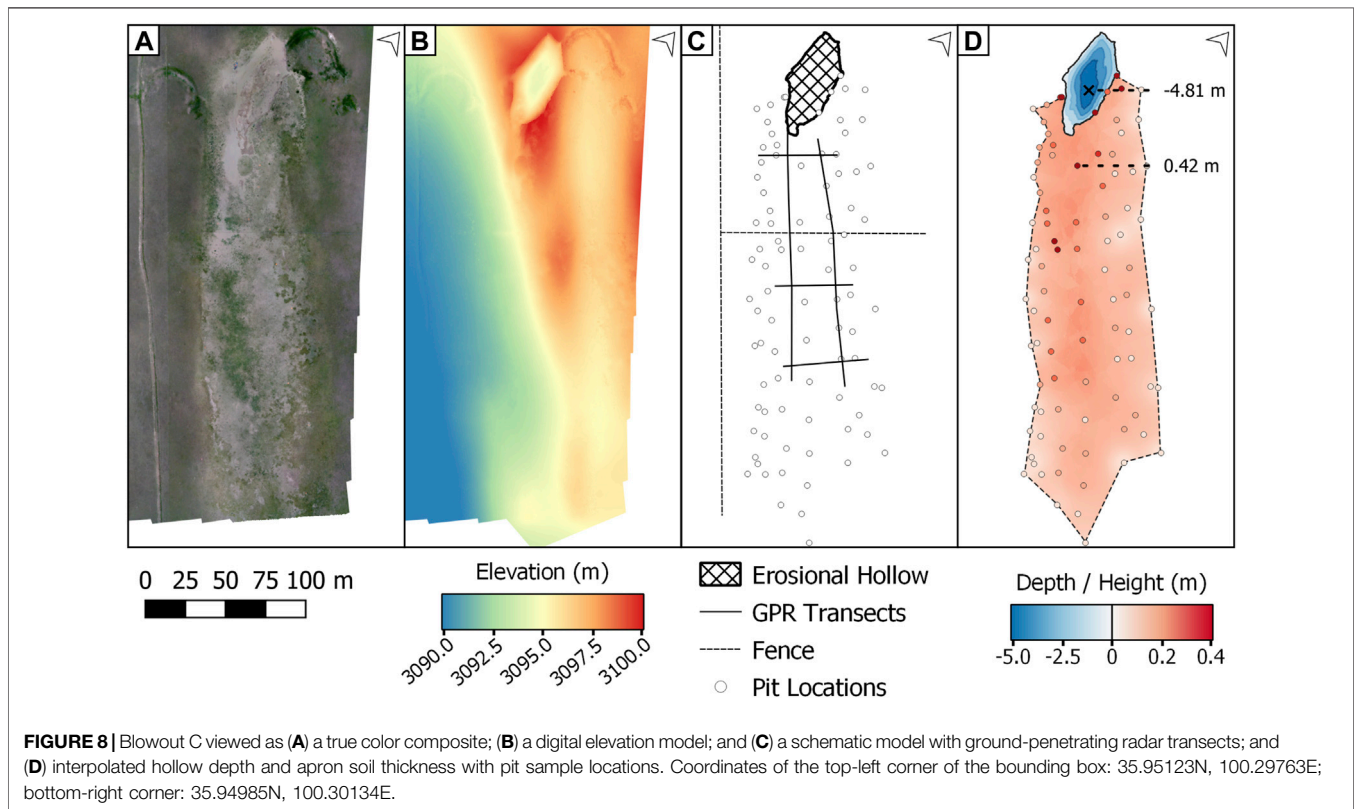 A
B
C
D
-4.81 m
0.42 m
0 25 50 75 100 m
Elevation (m)
3090.0 3092.5 3095.0 3097.5 3100.0
Erosional Hollow
GPR Transects
Fence
Pit Locations
Depth / Height (m)
-5.0 -2.5 0 0.2 0.4
FIGURE 8 | Blowout C viewed as (A) a true color composite; (B) a digital elevation model; and (C) a schematic model with ground-penetrating radar transects; and
(D) interpolated hollow depth and apron soil thickness with pit sample locations. Coordinates of the top-left corner of the bounding box: 35.95123N, 100.29763E;
bottom-right corner: 35.94985N, 100.30134E.